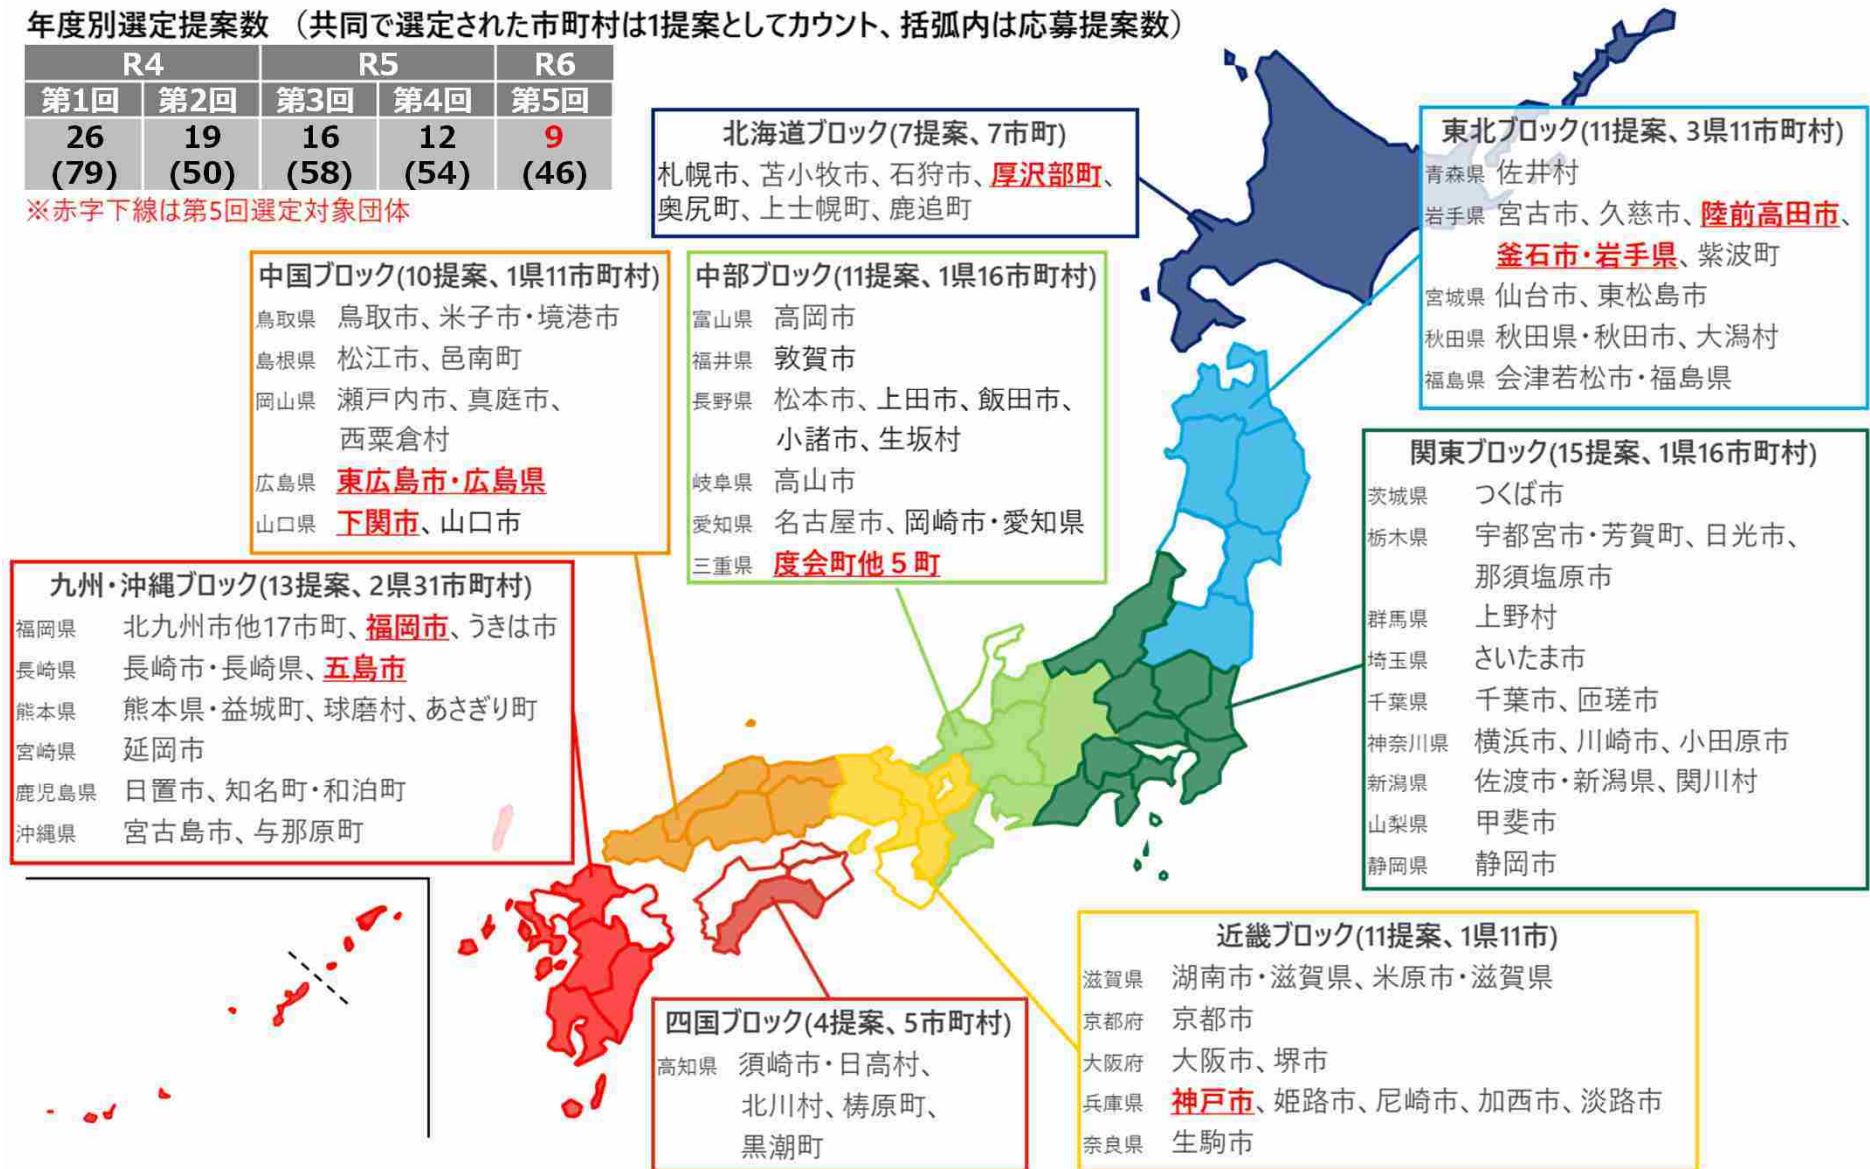 年度別選定提案数　（共同で選定された市町村は1提案としてカウント、括弧内は応募提案数）
R4 R5 R6
第1回 第2回 第3回 第4回 第5回
26 19 16 12 9
(79) (50) (58) (54) (46)
※赤字下線は第5回選定対象団体
北海道ブロック(7提案、7市町)
札幌市、苫小牧市、石狩市、厚沢部町、
奥尻町、上士幌町、鹿追町
東北ブロック(11提案、3県11市町村)
青森県 佐井村
岩手県 宮古市、久慈市、陸前高田市、
釜石市・岩手県、紫波町
宮城県 仙台市、東松島市
秋田県 秋田県・秋田市、大潟村
福島県 会津若松市・福島県
中国ブロック(10提案、1県11市町村)
鳥取県 鳥取市、米子市・境港市
島根県 松江市、邑南町
岡山県 瀬戸内市、真庭市、
西粟倉村
広島県 東広島市・広島県
山口県 下関市、山口市
中部ブロック(11提案、1県16市町村)
富山県 高岡市
福井県 敦賀市
長野県 松本市、上田市、飯田市、
小諸市、生坂村
岐阜県 高山市
愛知県 名古屋市、岡崎市・愛知県
三重県 度会町他５町
関東ブロック(15提案、1県16市町村)
茨城県 つくば市
栃木県 宇都宮市・芳賀町、日光市、
那須塩原市
群馬県 上野村
埼玉県 さいたま市
千葉県 千葉市、匝瑳市
神奈川県 横浜市、川崎市、小田原市
新潟県 佐渡市・新潟県、関川村
山梨県 甲斐市
静岡県 静岡市
九州・沖縄ブロック(13提案、2県31市町村)
福岡県 北九州市他17市町、福岡市、うきは市
長崎県 長崎市・長崎県、五島市
熊本県 熊本県・益城町、球磨村、あさぎり町
宮崎県 延岡市
鹿児島県 日置市、知名町・和泊町
沖縄県 宮古島市、与那原町
四国ブロック(4提案、5市町村)
高知県 須崎市・日高村、
北川村、梼原町、
黒潮町
近畿ブロック(11提案、1県11市)
滋賀県 湖南市・滋賀県、米原市・滋賀県
京都府 京都市
大阪府 大阪市、堺市
兵庫県 神戸市、姫路市、尼崎市、加西市、淡路市
奈良県 生駒市